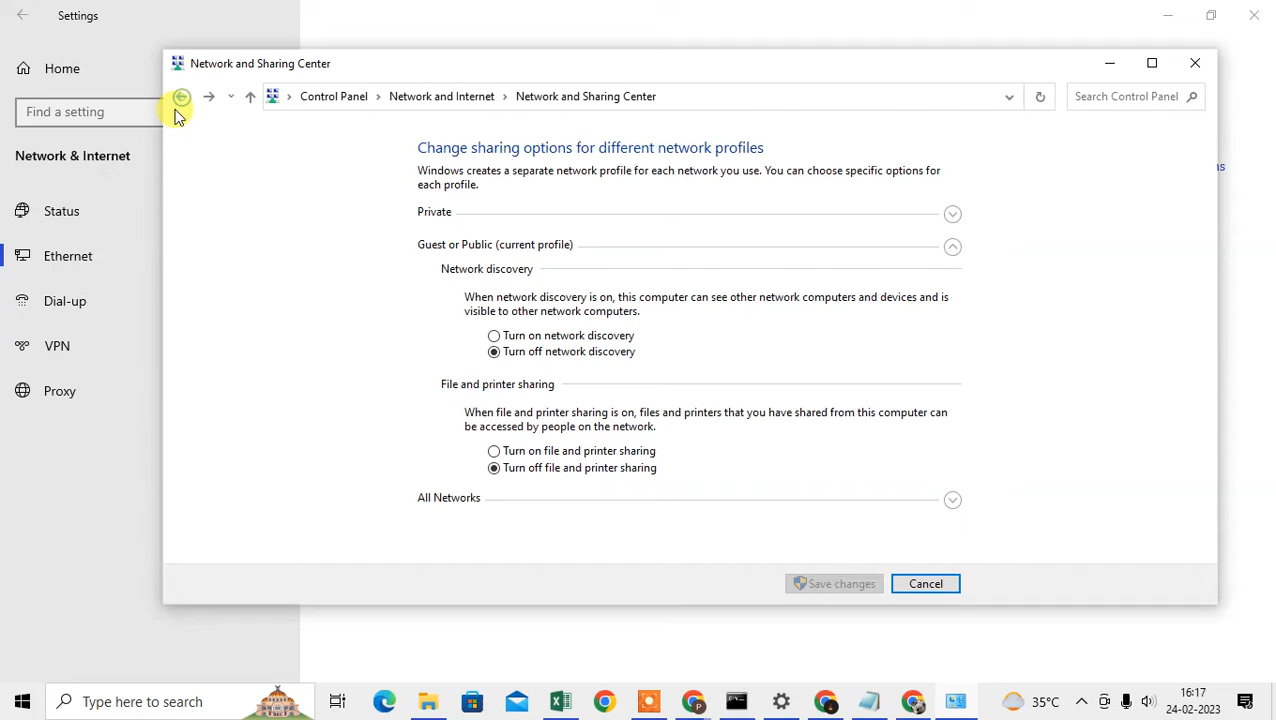 Settings
Home
Find a setting
Network & Internet
Status
Ethernet
Dial-up
VPN
Proxy
Network and Sharing Center
Control Panel > Network and Internet > Network and Sharing Center
Search Control Panel
Change sharing options for different network profiles
Windows creates a separate network profile for each network you use. You can choose specific options for
each profile.
Private
Guest or Public (current profile)
Network discovery
When network discovery is on, this computer can see other network computers and devices and is
visible to other network computers.
Turn on network discovery
Turn off network discovery
File and printer sharing
When file and printer sharing is on, files and printers that you have shared from this computer can
be accessed by people on the network.
Turn on file and printer sharing
Turn off file and printer sharing
All Networks
Save changes
Cancel
Type here to search
35°C
16:17
24-02-2023